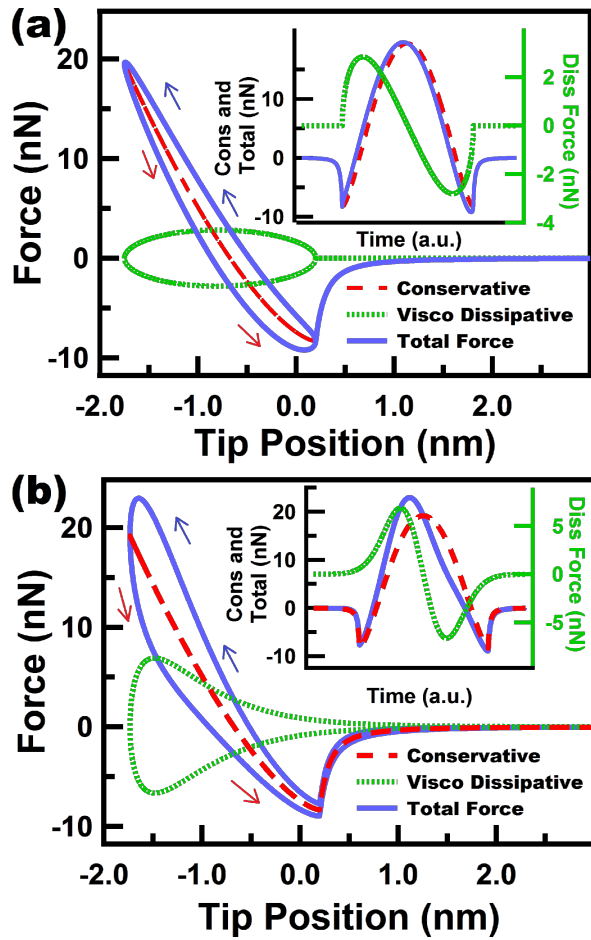 (a)
20
10
0
-10
Force (nN)
-2.0
-1.0
0.0
1.0
2.0
Tip Position (nm)
Cons and
Total (nN)
20
10
0
-10
Time (a.u.)
Diss Force (nN)
2
0
-2
-4
Conservative
Visco Dissipative
Total Force
(b)
20
10
0
-10
Force (nN)
-2.0
-1.0
0.0
1.0
2.0
Tip Position (nm)
Cons and
Total (nN)
20
10
0
-10
Time (a.u.)
Diss Force (nN)
5
0
-5
Conservative
Visco Dissipative
Total Force